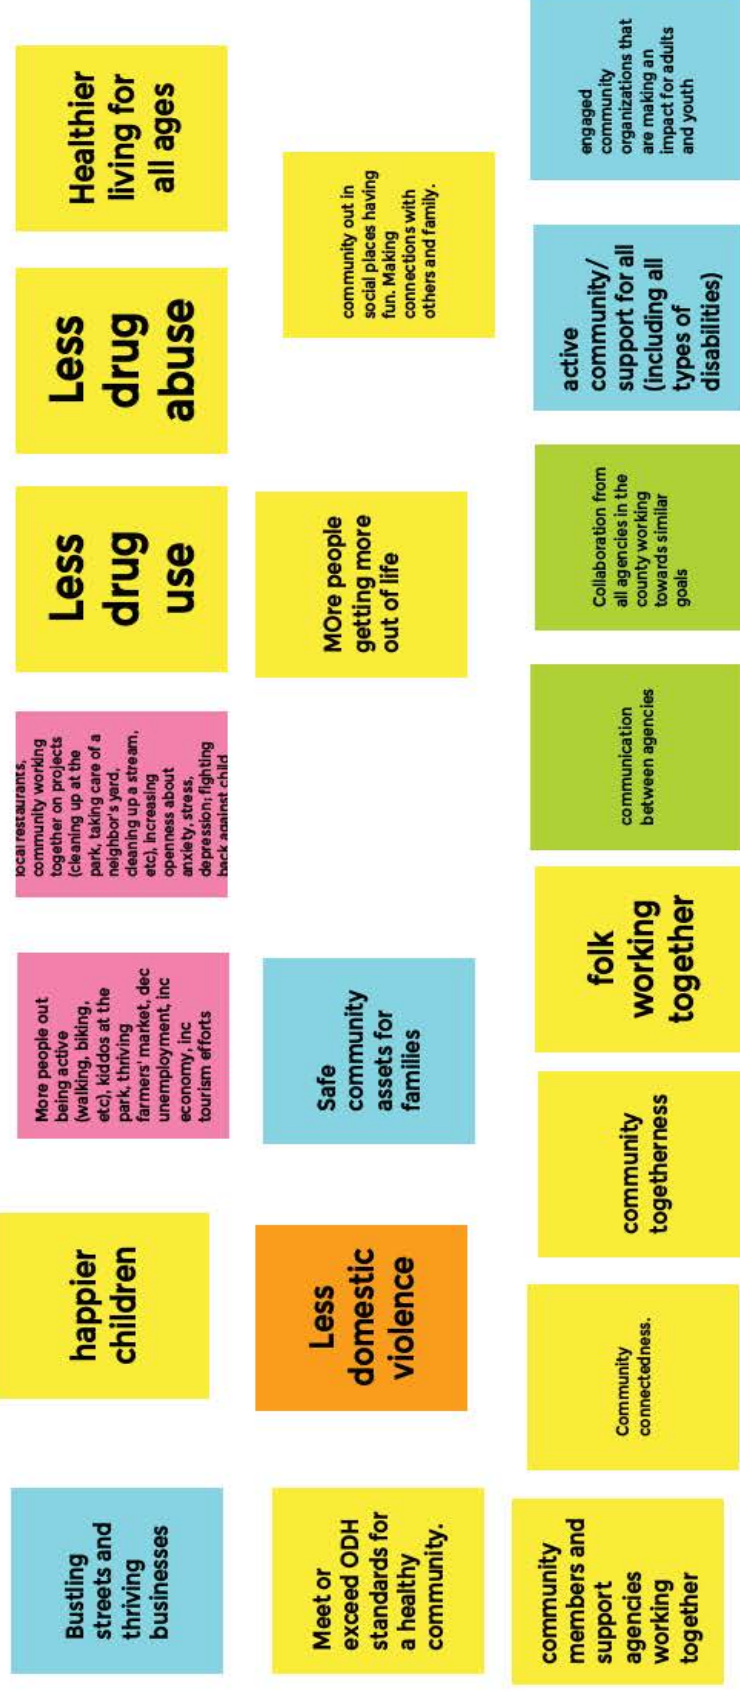 Bustling
streets and
thriving
businesses
happier
children
More people out
being active
(walking, biking,
etc), kiddos at the
park, thriving
farmers' market, dec
unemployment, inc
economy, inc
tourism efforts
local restaurants,
community working
together on projects
(cleaning up at the
park, taking care of a
neighbor's yard,
cleaning up a stream,
etc), increasing
openness about
anxiety, stress,
depression; fighting
back against child
Less
drug
use
Less
drug
abuse
Healthier
living for
all ages
Meet or
exceed ODH
standards for
a healthy
community.
Less
domestic
violence
Safe
community
assets for
families
MOre people
getting more
out of life
community out in
social places having
fun. Making
connections with
others and family.
community
members and
support
agencies
working
together
Community
connectedness.
community
togetherness
folk
working
together
communication
between agencies
Collaboration from
all agencies in the
county working
towards similar
goals
active
community/
support for all
(including all
types of
disabilities)
engaged
community
organizations that
are making an
impact for adults
and youth